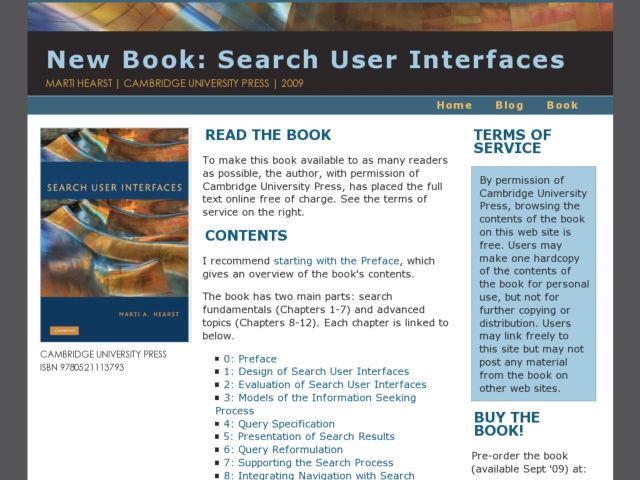 New Book: Search User Interfaces
MARTI HEARST | CAMBRIDGE UNIVERSITY PRESS | 2009
Home Blog Book
SEARCH USER INTERFACES
MARTI A. HEARST
CAMBRIDGE
CAMBRIDGE UNIVERSITY PRESS
ISBN 9780521113793
READ THE BOOK
To make this book available to as many readers
as possible, the author, with permission of
Cambridge University Press, has placed the full
text online free of charge. See the terms of
service on the right.
CONTENTS
I recommend starting with the Preface, which
gives an overview of the book's contents.
The book has two main parts: search
fundamentals (Chapters 1-7) and advanced
topics (Chapters 8-12). Each chapter is linked to
below.
0: Preface
1: Design of Search User Interfaces
2: Evaluation of Search User Interfaces
3: Models of the Information Seeking
Process
4: Query Specification
5: Presentation of Search Results
6: Query Reformulation
7: Supporting the Search Process
8: Integrating Navigation with Search
TERMS OF
SERVICE
By permission of
Cambridge University
Press, browsing the
contents of the book
on this web site is
free. Users may
make one hardcopy
of the contents of
the book for personal
use, but not for
further copying or
distribution. Users
may link freely to
this site but may not
post any material
from the book on
other web sites.
BUY THE
BOOK!
Pre-order the book
(available Sept '09) at: